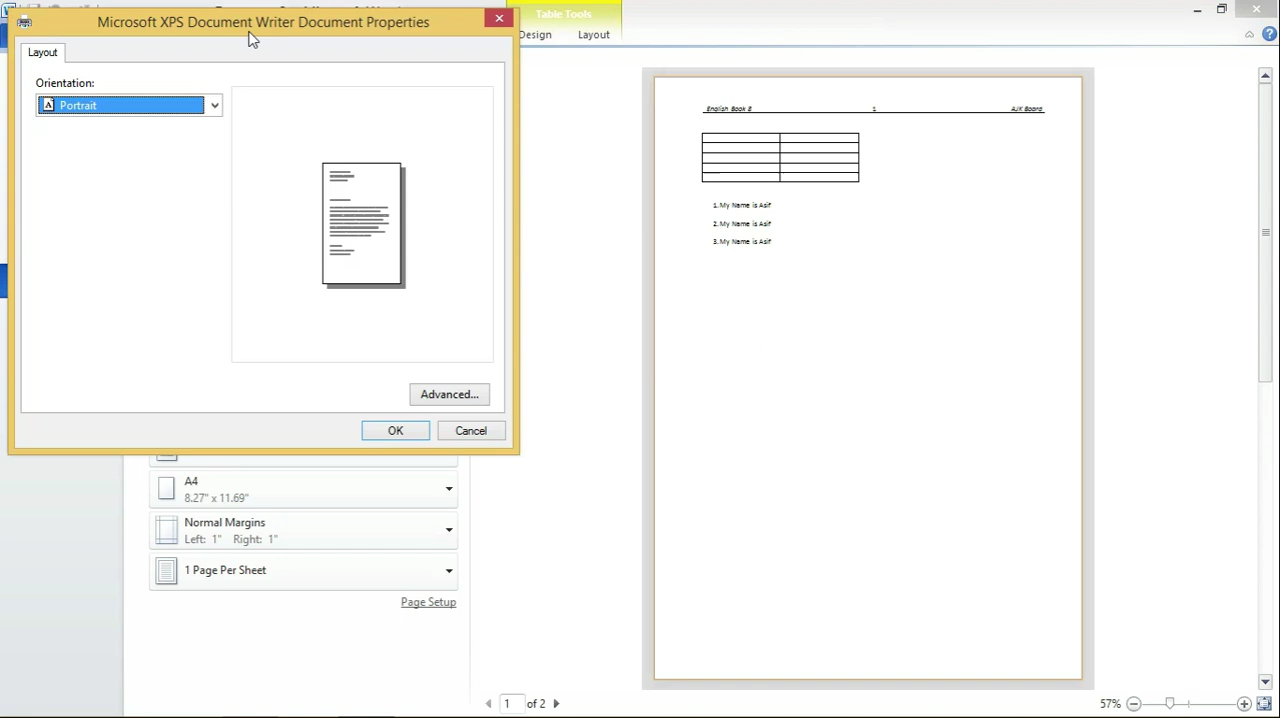 Microsoft XPS Document Writer Document Properties
Table Tools
Design
Layout
Layout
Orientation:
Portrait
Advanced...
OK
Cancel
A4
8.27" x 11.69"
Normal Margins
Left: 1" Right: 1"
1 Page Per Sheet
Page Setup
English Book 8 1 AJK Board
1. My Name is Asif
2. My Name is Asif
3. My Name is Asif
1 of 2
57%